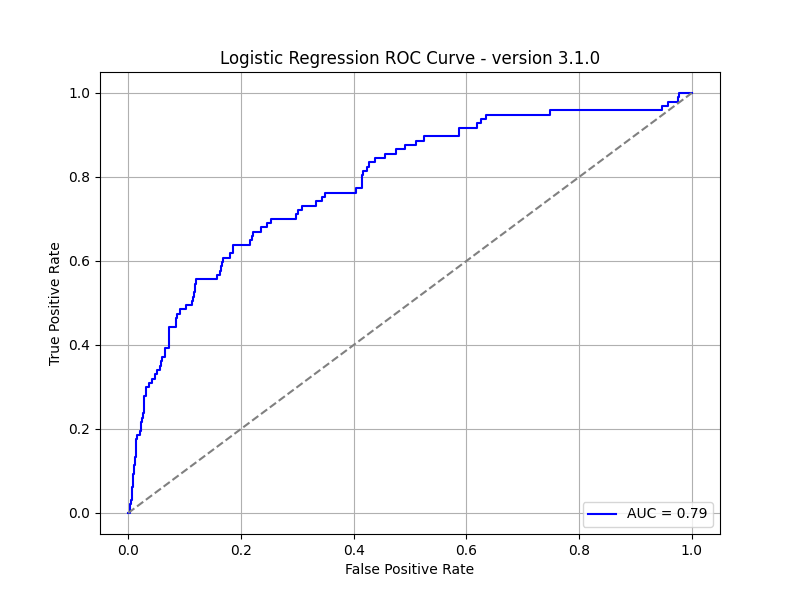 Logistic Regression ROC Curve - version 3.1.0
True Positive Rate
1.0
0.8
0.6
0.4
0.2
0.0
AUC = 0.79
0.0 0.2 0.4 0.6 0.8 1.0
False Positive Rate